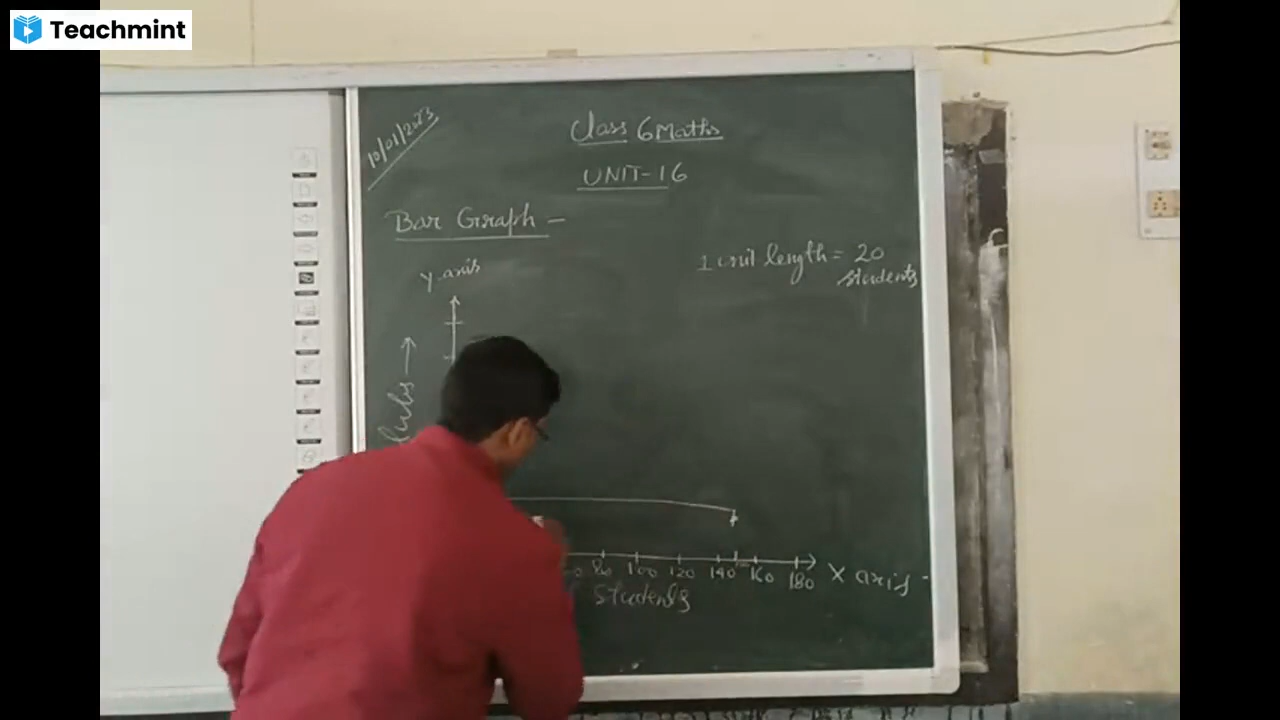 Teachmint
10/01/2023
Class 6 Maths
UNIT-16
Bar Graph -
1 unit length = 20
students
Y-axis
80 100 120 140 160 180 X axis
Students